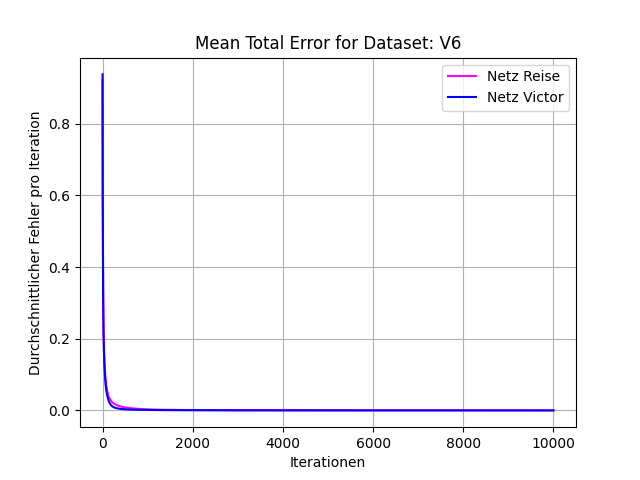 Mean Total Error for Dataset: V6
Netz Reise
Netz Victor
Durchschnittlicher Fehler pro Iteration
0.8
0.6
0.4
0.2
0.0
0
2000
4000
6000
8000
10000
Iterationen